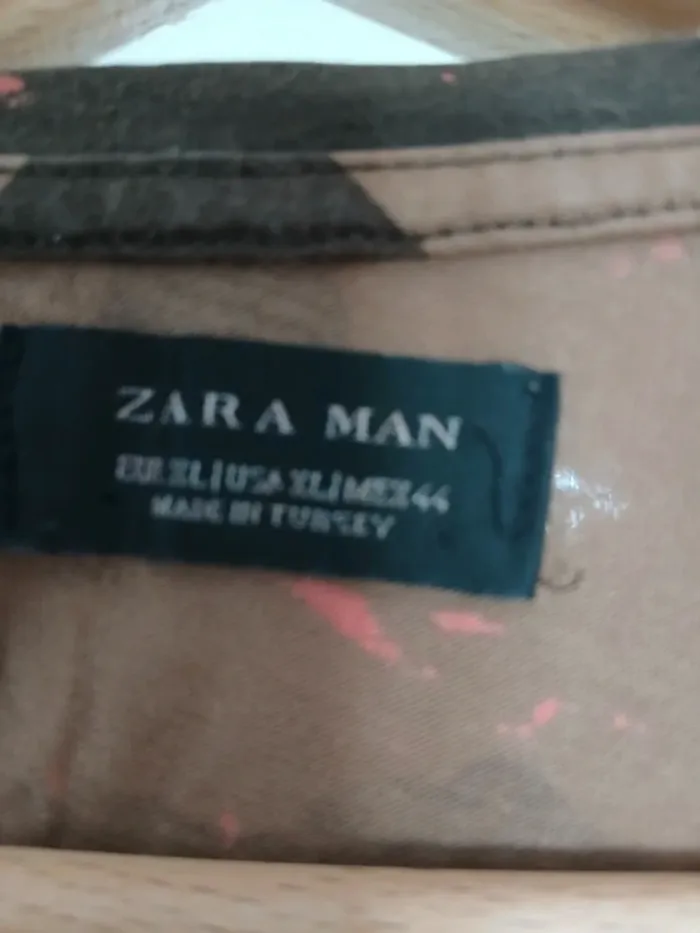 ZARA MAN
EUR XL | USA XL | MEX 44
MADE IN TURKEY